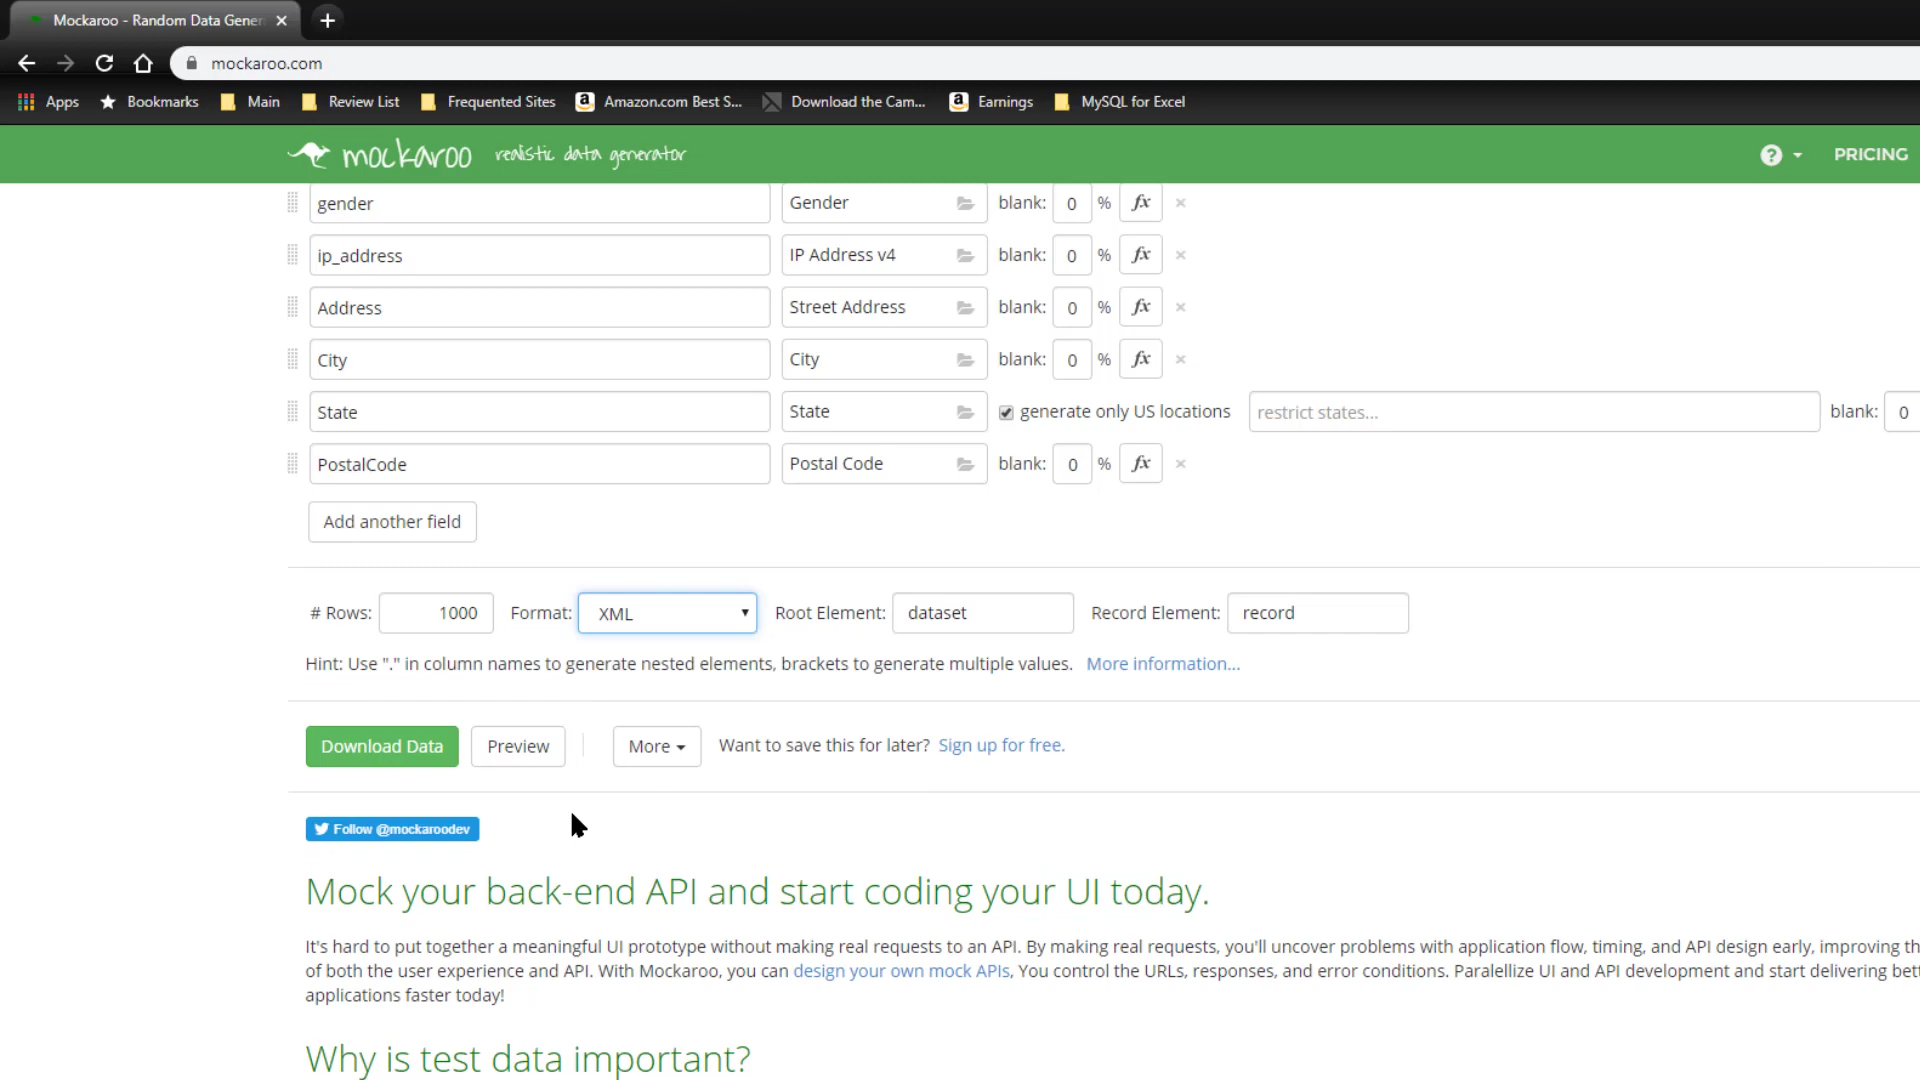 Mockaroo - Random Data Gener
mockaroo.com
Apps Bookmarks Main Review List Frequented Sites Amazon.com Best S... Download the Cam... Earnings MySQL for Excel
mockaroo realistic data generator ? PRICING
gender Gender blank: 0 % fx ×
ip_address IP Address v4 blank: 0 % fx ×
Address Street Address blank: 0 % fx ×
City City blank: 0 % fx ×
State State generate only US locations restrict states... blank: 0
PostalCode Postal Code blank: 0 % fx ×
Add another field
# Rows: 1000 Format: XML Root Element: dataset Record Element: record
Hint: Use "." in column names to generate nested elements, brackets to generate multiple values. More information...
Download Data Preview More Want to save this for later? Sign up for free.
Follow @mockaroodev
Mock your back-end API and start coding your UI today.
It's hard to put together a meaningful UI prototype without making real requests to an API. By making real requests, you'll uncover problems with application flow, timing, and API design early, improving th
of both the user experience and API. With Mockaroo, you can design your own mock APIs, You control the URLs, responses, and error conditions. Paralellize UI and API development and start delivering bett
applications faster today!
Why is test data important?